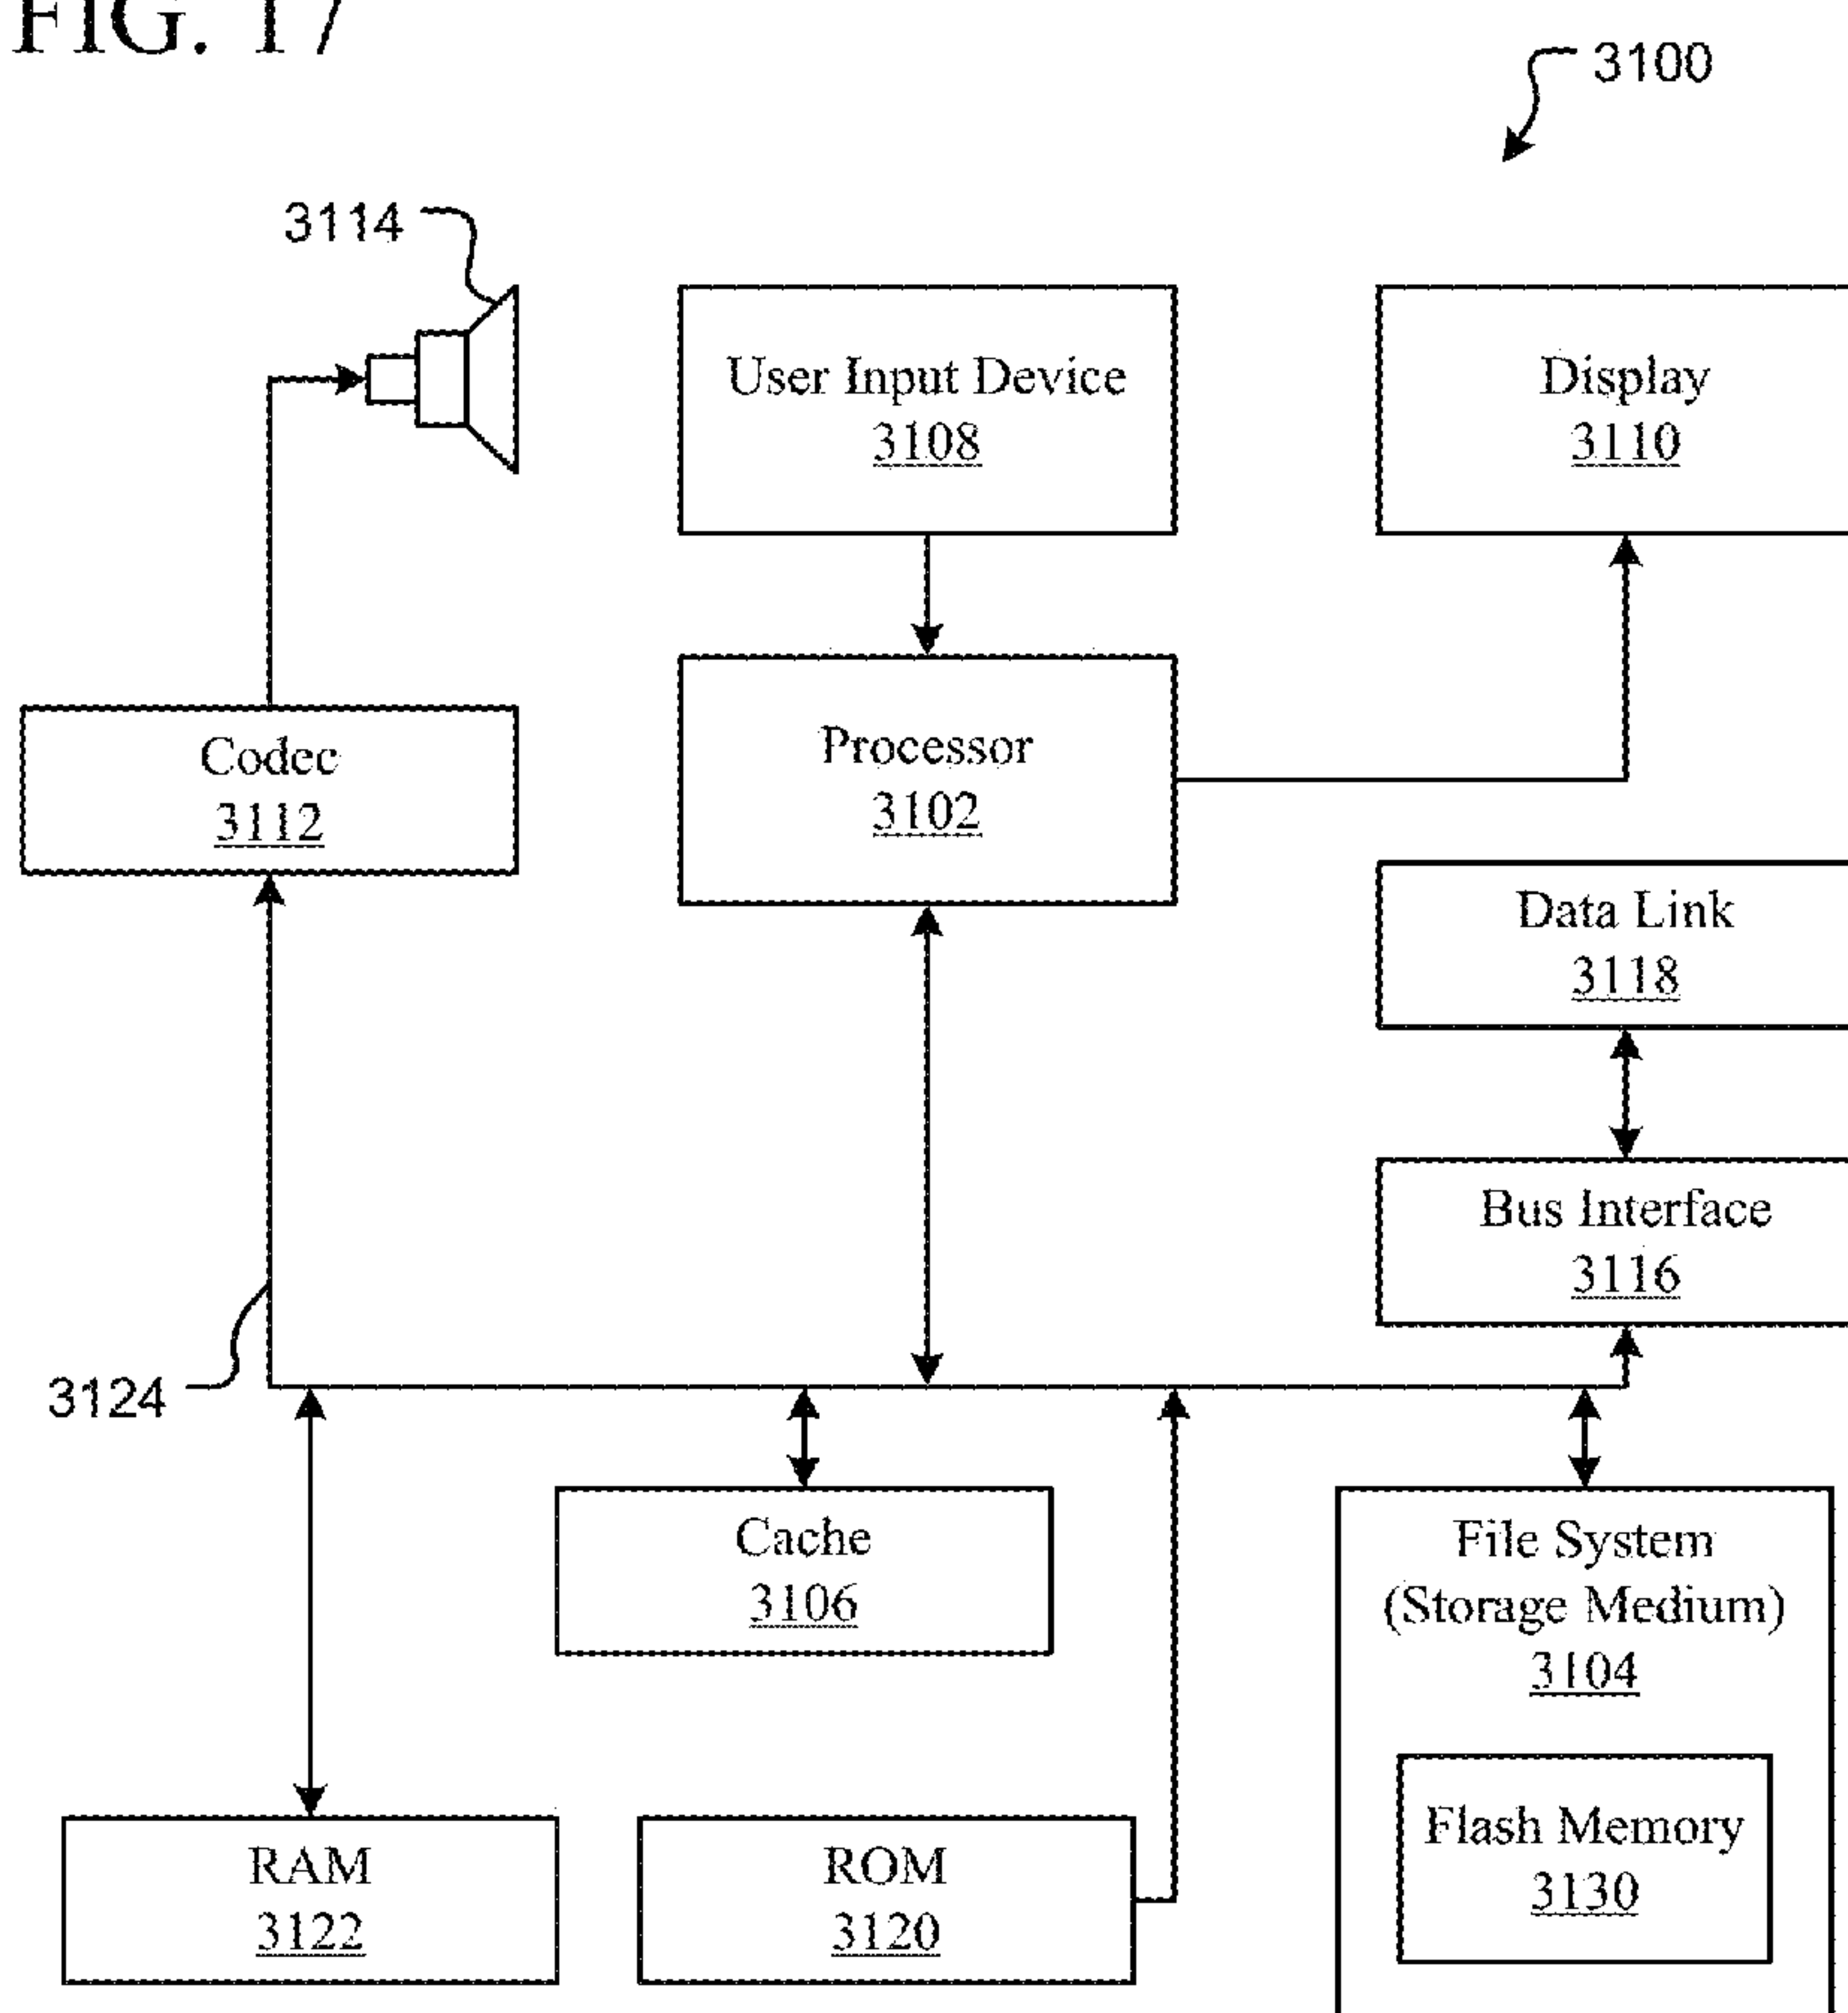 FIG. 17
3100
3114
User Input Device
3108
Display
3110
Codec
3112
Processor
3102
Data Link
3118
Bus Interface
3116
3124
Cache
3106
File System
(Storage Medium)
3104
Flash Memory
3130
RAM
3122
ROM
3120